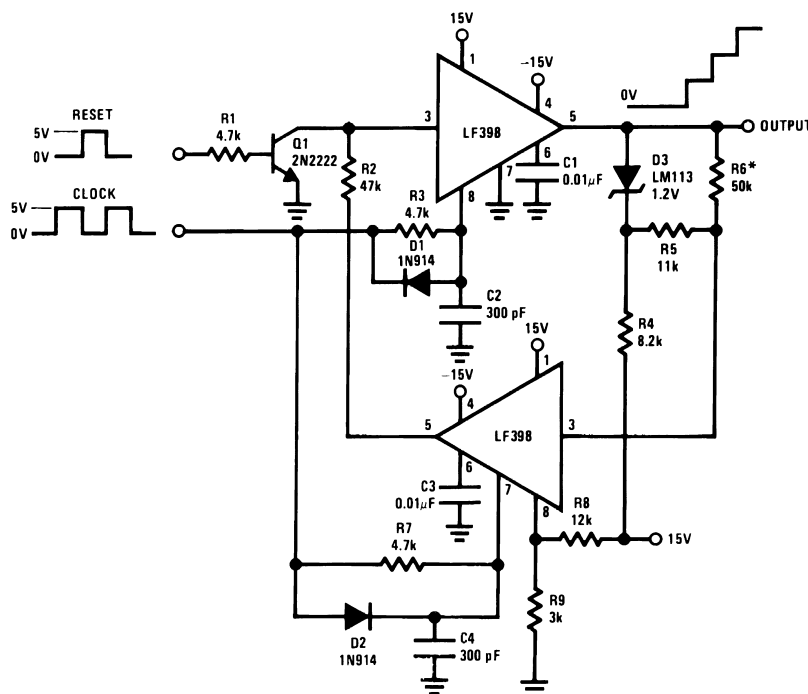 15V
1
-15V
4
0V
RESET
5V
0V
R1
4.7k
Q1
2N2222
3
LF398
5
OUTPUT
6
7
8
C1
0.01μF
D3
LM113
1.2V
R6*
50k
R2
47k
CLOCK
5V
0V
R3
4.7k
D1
1N914
R5
11k
C2
300 pF
R4
8.2k
15V
1
-15V
4
5
LF398
3
6
7
8
C3
0.01μF
R8
12k
15V
R7
4.7k
R9
3k
D2
1N914
C4
300 pF